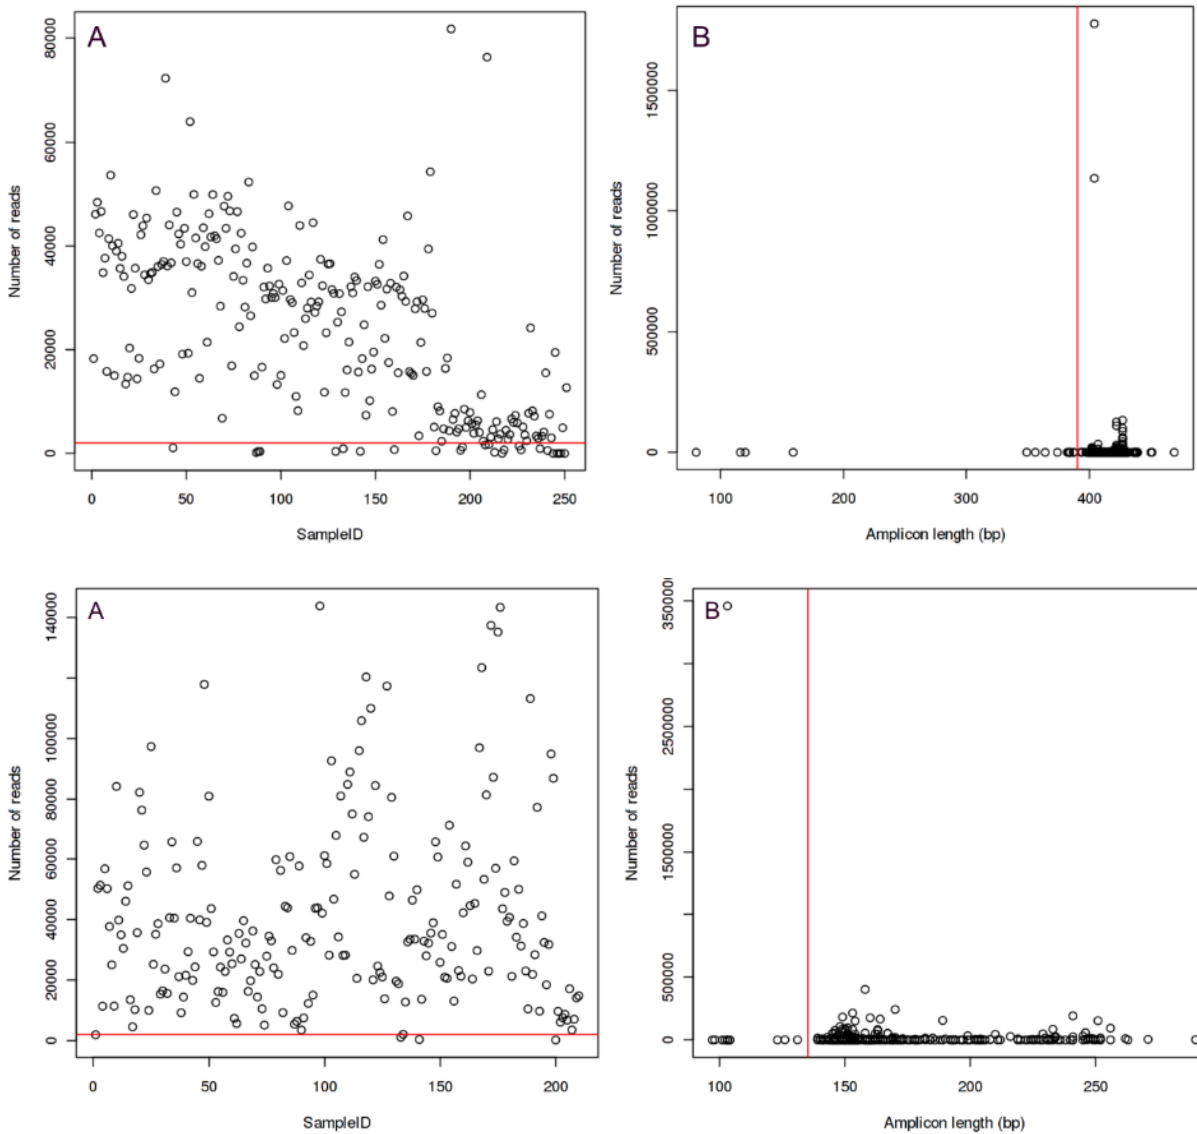 A
Number of reads
80000
60000
40000
20000
0
0 50 100 150 200 250
SampleID
B
Number of reads
1500000
1000000
500000
0
100 200 300 400
Amplicon length (bp)
A
Number of reads
140000
100000
80000
60000
40000
20000
0
0 50 100 150 200
SampleID
B
Number of reads
3500000
2500000
1500000
500000
0
100 150 200 250
Amplicon length (bp)